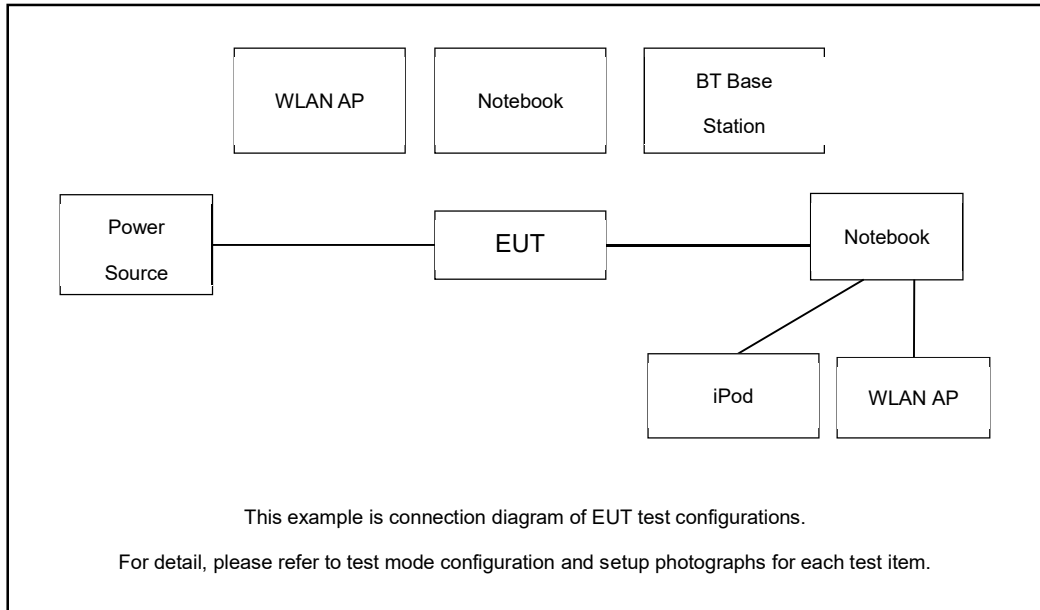 WLAN AP
Notebook
BT Base
Station
Power
Source
EUT
Notebook
iPod
WLAN AP
This example is connection diagram of EUT test configurations.
For detail, please refer to test mode configuration and setup photographs for each test item.